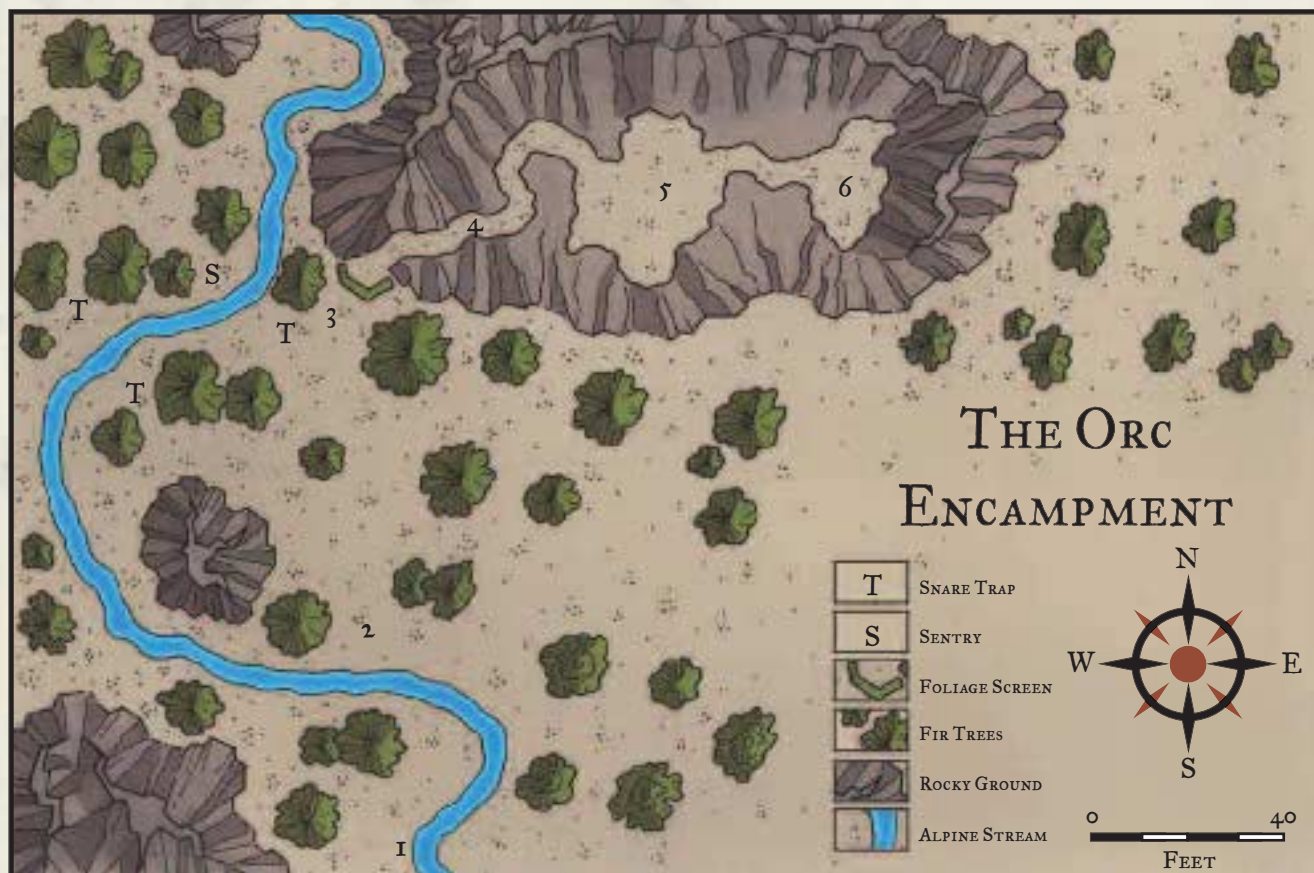 5
6
4
S
T
3
T
T
The Orc
Encampment
N
T Snare Trap
2
S Sentry
W E
Foliage Screen
Fir Trees
S
Rocky Ground
0 40
Alpine Stream
1
Feet